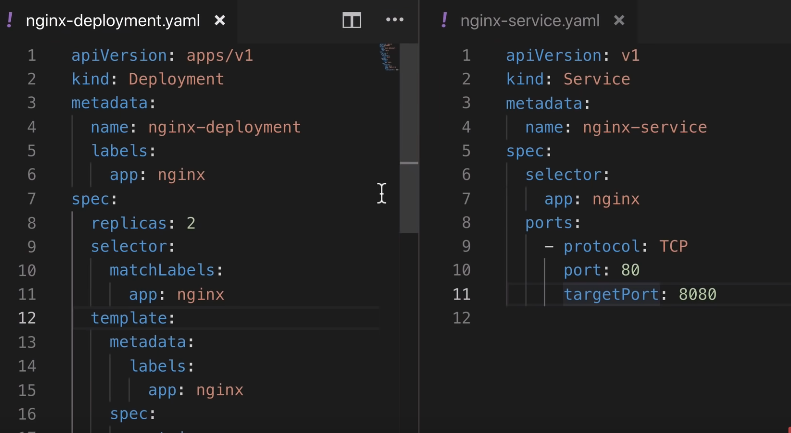 ! nginx-deployment.yaml ×
1 apiVersion: apps/v1
2 kind: Deployment
3 metadata:
4   name: nginx-deployment
5   labels:
6     app: nginx
7 spec:
8   replicas: 2
9   selector:
10     matchLabels:
11       app: nginx
12   template:
13     metadata:
14       labels:
15         app: nginx
16     spec:
! nginx-service.yaml ×
1 apiVersion: v1
2 kind: Service
3 metadata:
4   name: nginx-service
5 spec:
6   selector:
7     app: nginx
8   ports:
9     - protocol: TCP
10       port: 80
11       targetPort: 8080
12